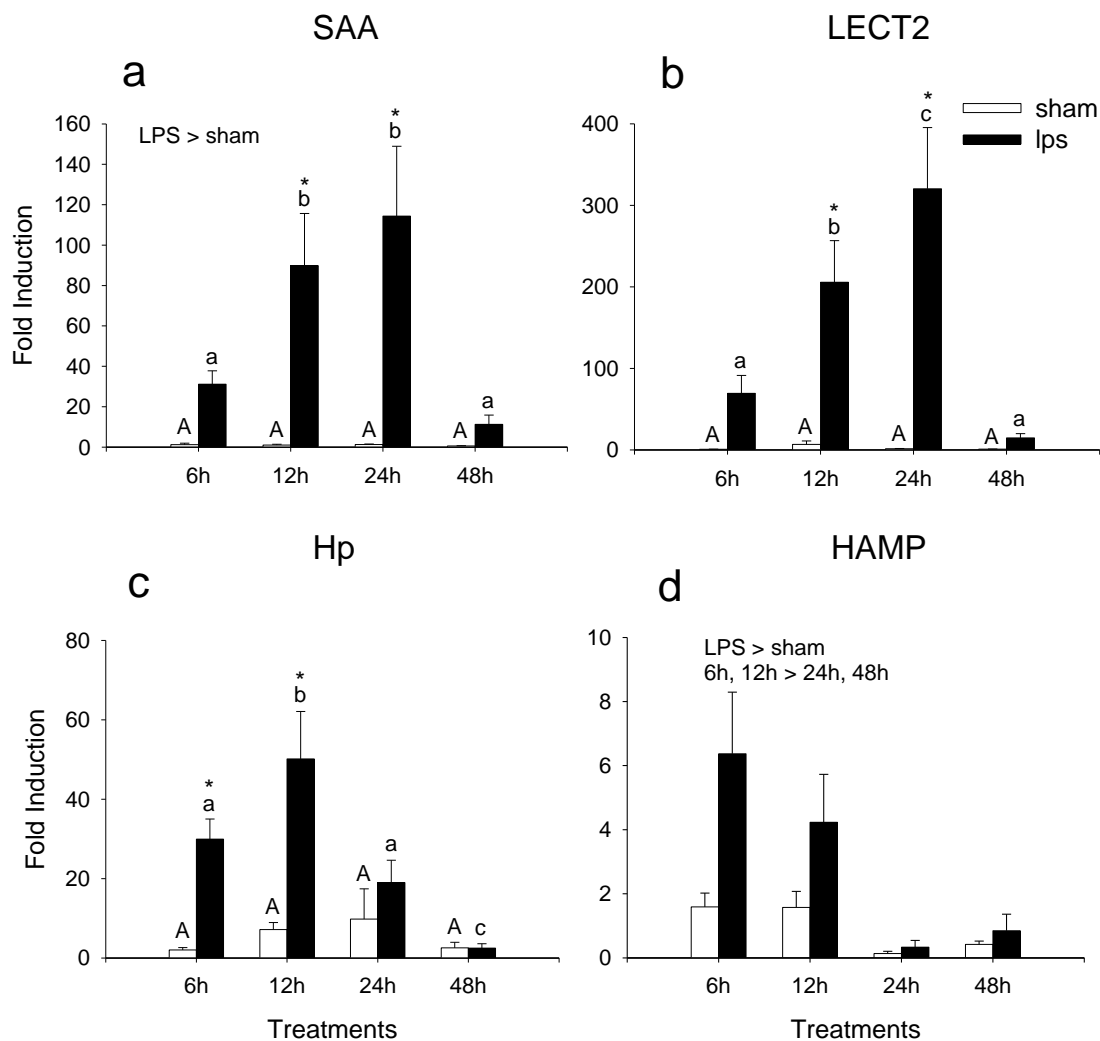 SAA
LECT2
a
b
sham
lps
LPS > sham
160
140
120
100
80
60
40
20
0
Fold Induction
A
a
A
*
b
A
*
b
A
a
6h
12h
24h
48h
400
300
200
100
0
A
a
A
*
b
A
*
c
A
a
6h
12h
24h
48h
Hp
HAMP
c
d
80
60
40
20
0
Fold Induction
A
*
a
A
*
b
A
a
A
c
6h
12h
24h
48h
Treatments
LPS > sham
6h, 12h > 24h, 48h
10
8
6
4
2
0
6h
12h
24h
48h
Treatments